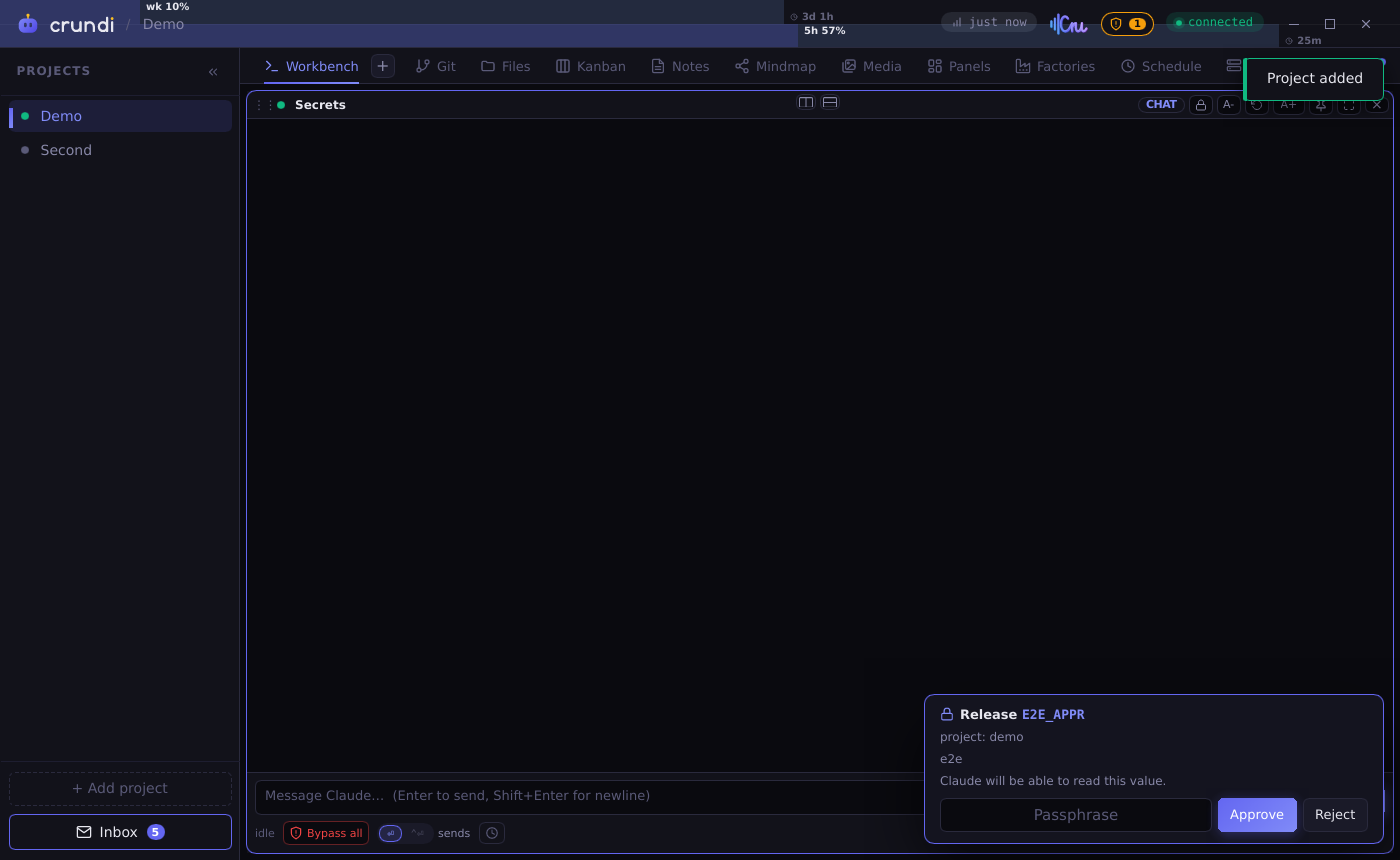 wk 10%
crundi / Demo
3d 1h
5h 57%
just now
Cru
1
connected
25m
PROJECTS
«
Workbench
+
Git
Files
Kanban
Notes
Mindmap
Media
Panels
Factories
Schedule
Project added
Demo
Second
Secrets
CHAT
A-
A+
Release E2E_APPR
project: demo
e2e
Claude will be able to read this value.
Passphrase
Approve
Reject
Message Claude… (Enter to send, Shift+Enter for newline)
idle
Bypass all
⏎
^⏎
sends
+ Add project
Inbox 5